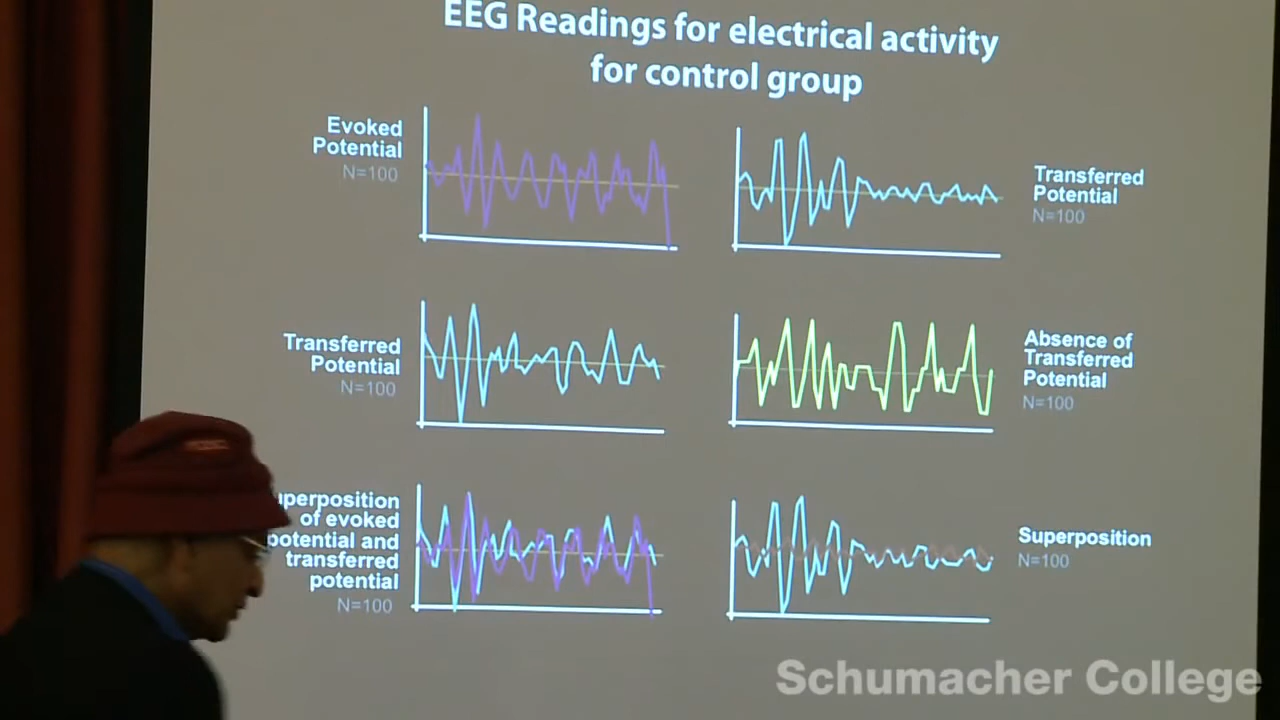 EEG Readings for electrical activity
for control group
Evoked
Potential
N=100
Transferred
Potential
N=100
Transferred
Potential
N=100
Absence of
Transferred
Potential
N=100
uperposition
of evoked
potential and
transferred
potential
N=100
Superposition
N=100
Schumacher College